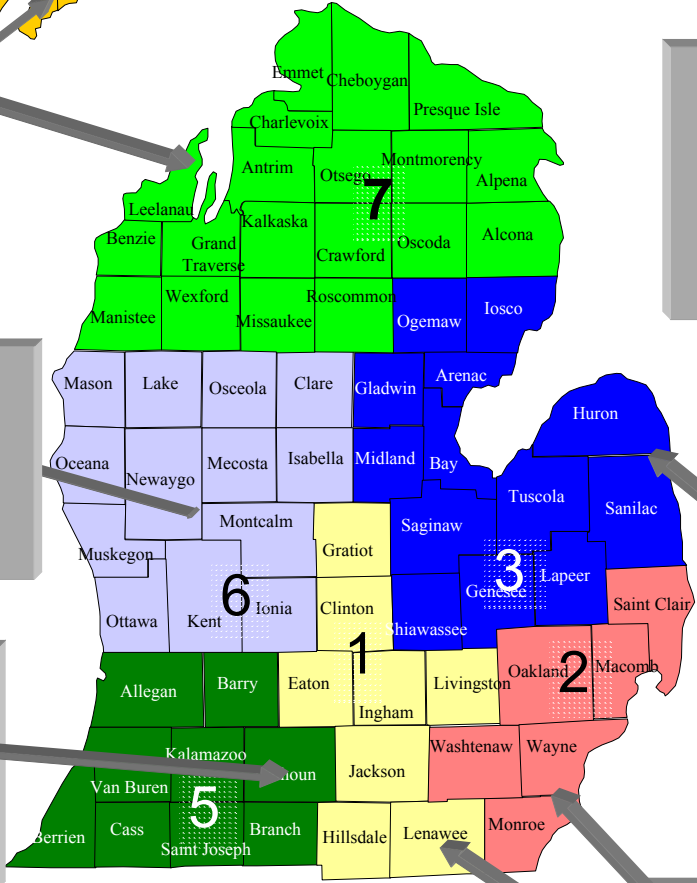 Emmet
Cheboygan
Presque Isle
Charlevoix
Antrim
Otsego
Montmorency
Alpena
7
Leelanau
Benzie
Grand
Traverse
Kalkaska
Crawford
Oscoda
Alcona
Manistee
Wexford
Missaukee
Roscommon
Ogemaw
Iosco
Mason
Lake
Osceola
Clare
Gladwin
Arenac
Huron
Oceana
Newaygo
Mecosta
Isabella
Midland
Bay
Tuscola
Sanilac
Montcalm
Saginaw
Muskegon
Gratiot
3
Genesee
Lapeer
6
Ottawa
Kent
Ionia
Clinton
Shiawassee
Saint Clair
1
Allegan
Barry
Eaton
Ingham
Livingston
Oakland
2
Macomb
Kalamazoo
houn
Jackson
Washtenaw
Wayne
Van Buren
5
Berrien
Cass
Saint Joseph
Branch
Hillsdale
Lenawee
Monroe